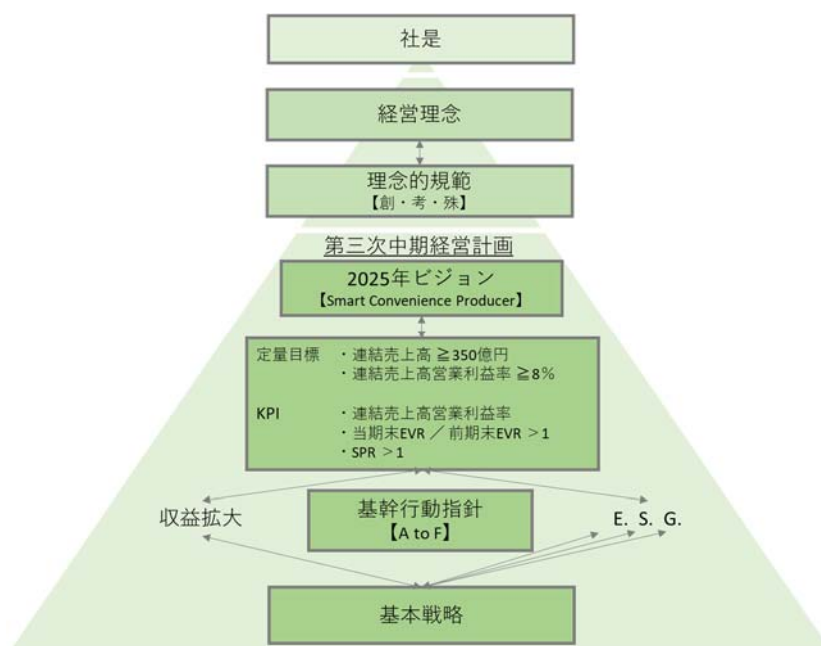 社是
経営理念
理念的規範
【創・考・殊】
第三次中期経営計画
2025年ビジョン
【Smart Convenience Producer】
定量目標 ・連結売上高 ≧350億円
・連結売上高営業利益率 ≧8%
KPI ・連結売上高営業利益率
・当期末EVR / 前期末EVR >1
・SPR >1
収益拡大
基幹行動指針
【A to F】
E. S. G.
基本戦略